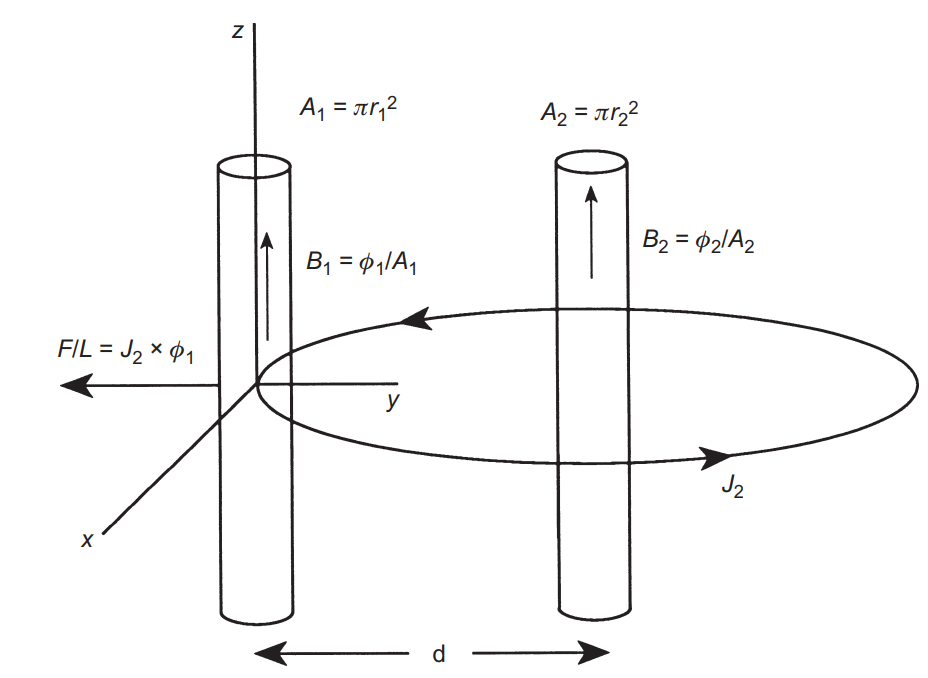 z
A₁ = πr₁²
A₂ = πr₂²
B₂ = ϕ₂/A₂
B₁ = ϕ₁/A₁
F/L = J₂ × ϕ₁
y
J₂
x
d